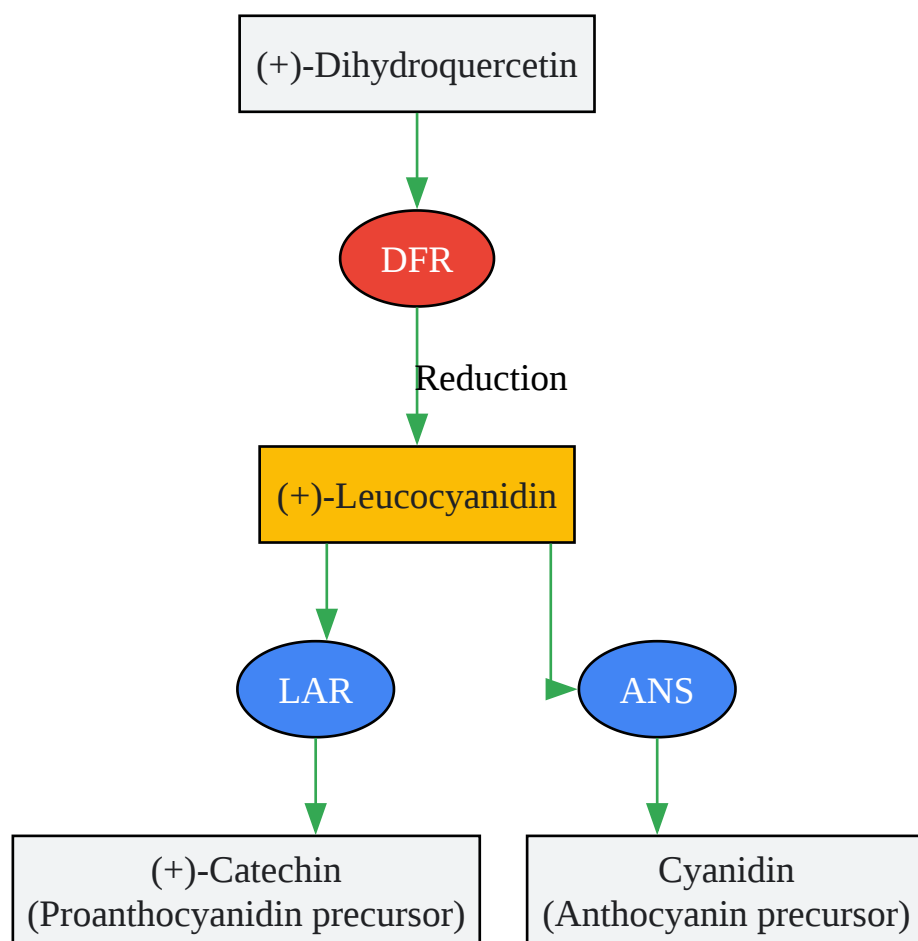 (+)-Dihydroquercetin
DFR
Reduction
(+)-Leucocyanidin
LAR
ANS
(+)-Catechin
(Proanthocyanidin precursor)
Cyanidin
(Anthocyanin precursor)